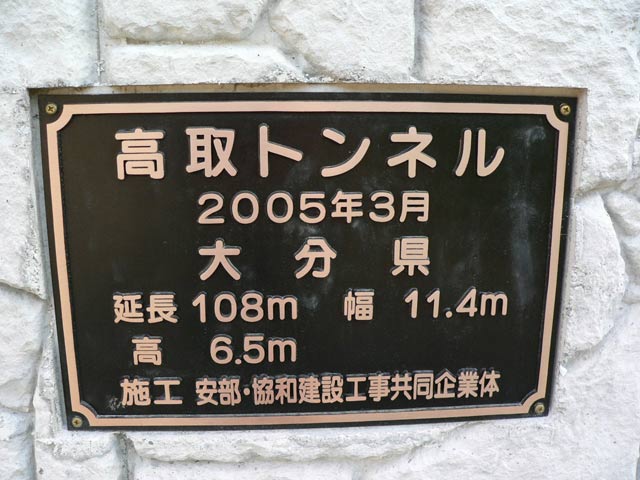 高取トンネル
2005年3月
大分県
延長 108m 幅 11.4m
高 6.5m
施工 安部・協和建設工事共同企業体